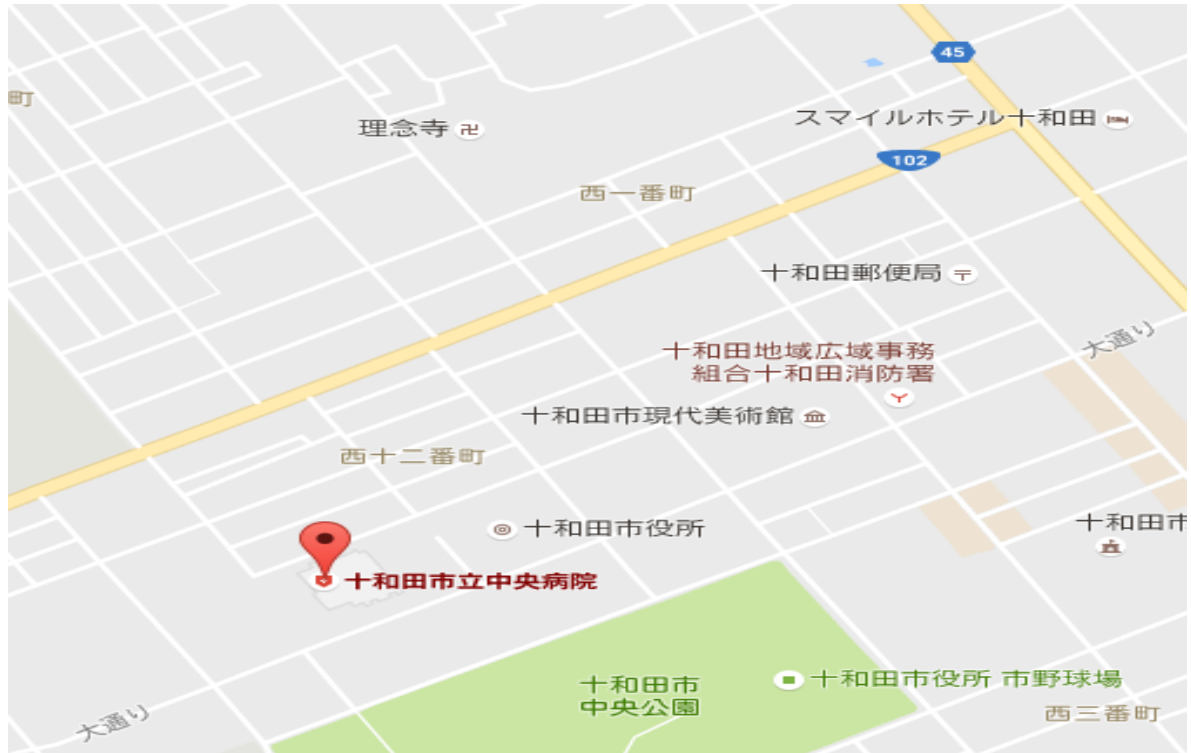 45
町
スマイルホテル十和田
理念寺
102
西一番町
十和田郵便局
大通り
十和田地域広域事務
組合十和田消防署
十和田市現代美術館
西十二番町
十和田市役所
十和田市
十和田市立中央病院
十和田市
中央公園
十和田市役所 市野球場
西三番町
大通り